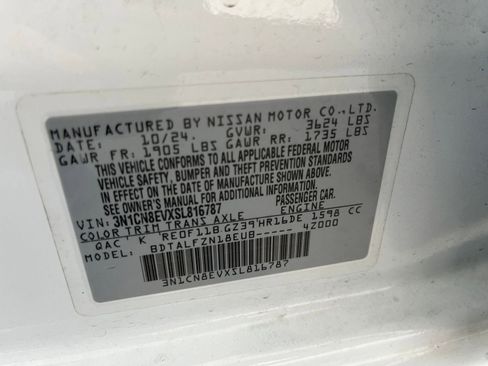 MANUFACTURED BY NISSAN MOTOR CO.,LTD.
DATE: 10/24. GVWR: 3624 LBS
GAWR FR: 1905 LBS GAWR RR: 1735 LBS
THIS VEHICLE CONFORMS TO ALL APPLICABLE FEDERAL MOTOR
VEHICLE SAFETY, BUMPER AND THEFT PREVENTION STANDARDS
IN EFFECT ON THE DATE OF MANUFACTURE SHOWN ABOVE.
SEE OWNER'S MANUAL FOR ADDITIONAL INFORMATION.
VIN: 3N1CN8EVXSL816787 PASSENGER CAR.
COLOR TRIM TRANS AXLE ENGINE
QAC K RE0F11B.GZ39 HR16DE 1598 CC
BDTALFZN18EU8----- 4Z000
3N1CN8EVXSL816787